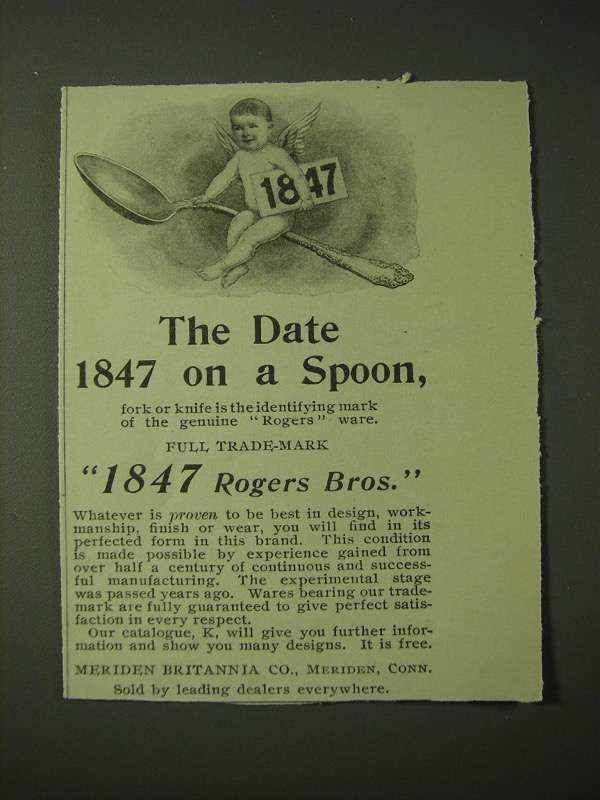 1847
The Date
1847 on a Spoon,
fork or knife is the identifying mark
of the genuine "Rogers" ware.
FULL TRADE-MARK
"1847 Rogers Bros."
Whatever is proven to be best in design, work-
manship, finish or wear, you will find in its
perfected form in this brand. This condition
is made possible by experience gained from
over half a century of continuous and success-
ful manufacturing. The experimental stage
was passed years ago. Wares bearing our trade-
mark are fully guaranteed to give perfect satis-
faction in every respect.
Our catalogue, K, will give you further infor-
mation and show you many designs. It is free.
MERIDEN BRITANNIA CO., MERIDEN, CONN.
Sold by leading dealers everywhere.